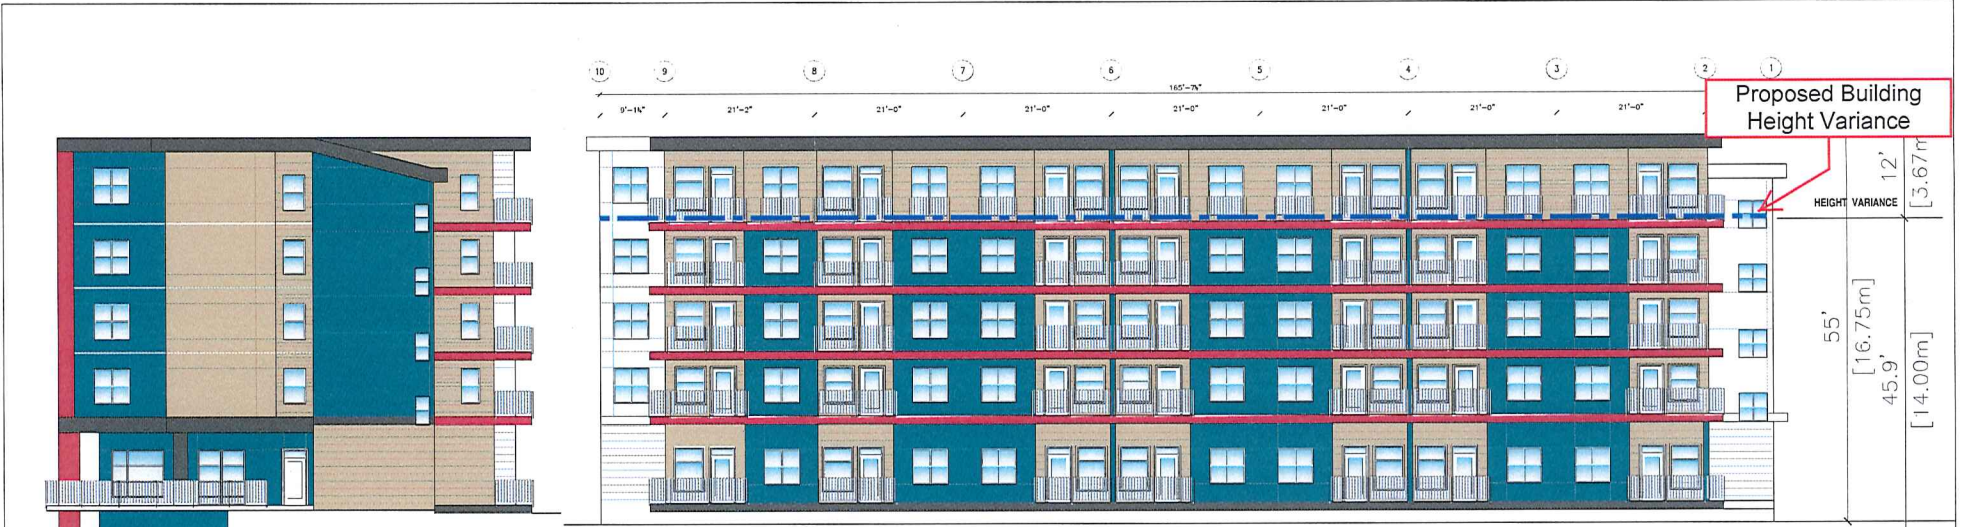 10 9 8 7 6 5 4 3 2 1
165'-7⅞"
9'-1¼" 21'-2" 21'-0" 21'-0" 21'-0" 21'-0" 21'-0" 21'-0"
Proposed Building
Height Variance
12'
[3.67m
HEIGHT VARIANCE
55'
[16.75m]
45.9'
[14.00m]